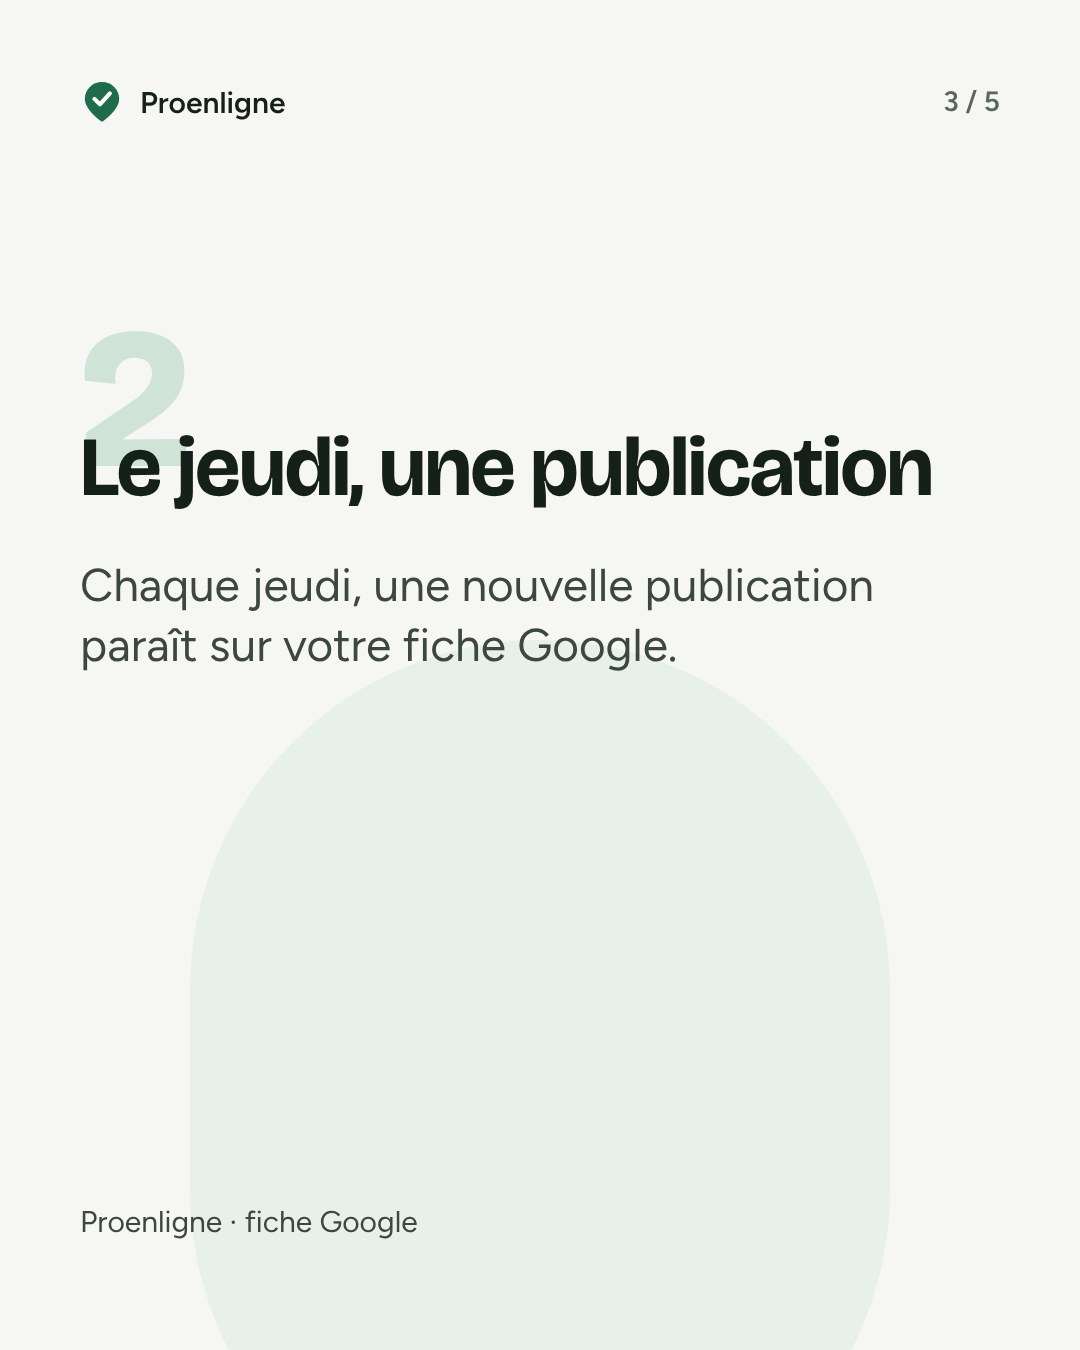 Proenligne
3 / 5
2
Le jeudi, une publication
Chaque jeudi, une nouvelle publication
paraît sur votre fiche Google.
Proenligne · fiche Google